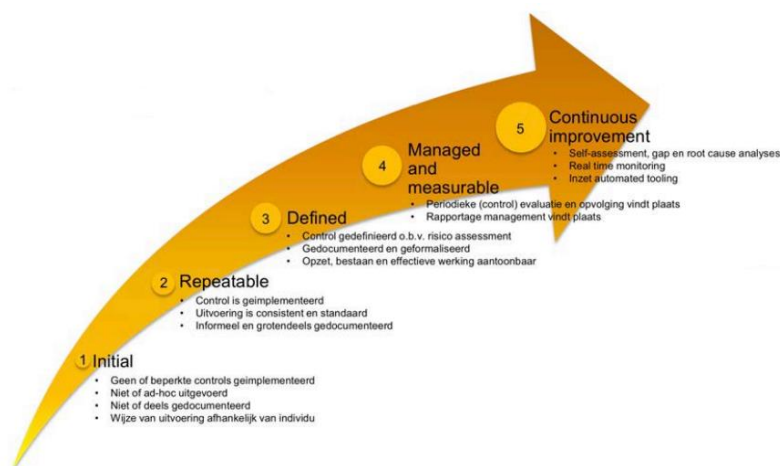 5
Continuous
improvement
• Self-assessment, gap en root cause analyses
• Real time monitoring
• Inzet automated tooling
4
Managed
and
measurable
• Periodieke (control) evaluatie en opvolging vindt plaats
• Rapportage management vindt plaats
3 Defined
• Control gedefinieerd o.b.v. risico assessment
• Gedocumenteerd en geformaliseerd
• Opzet, bestaan en effectieve werking aantoonbaar
2 Repeatable
• Control is geimplementeerd
• Uitvoering is consistent en standaard
• Informeel en grotendeels gedocumenteerd
1 Initial
• Geen of beperkte controls geimplementeerd
• Niet of ad-hoc uitgevoerd
• Niet of deels gedocumenteerd
• Wijze van uitvoering afhankelijk van individu